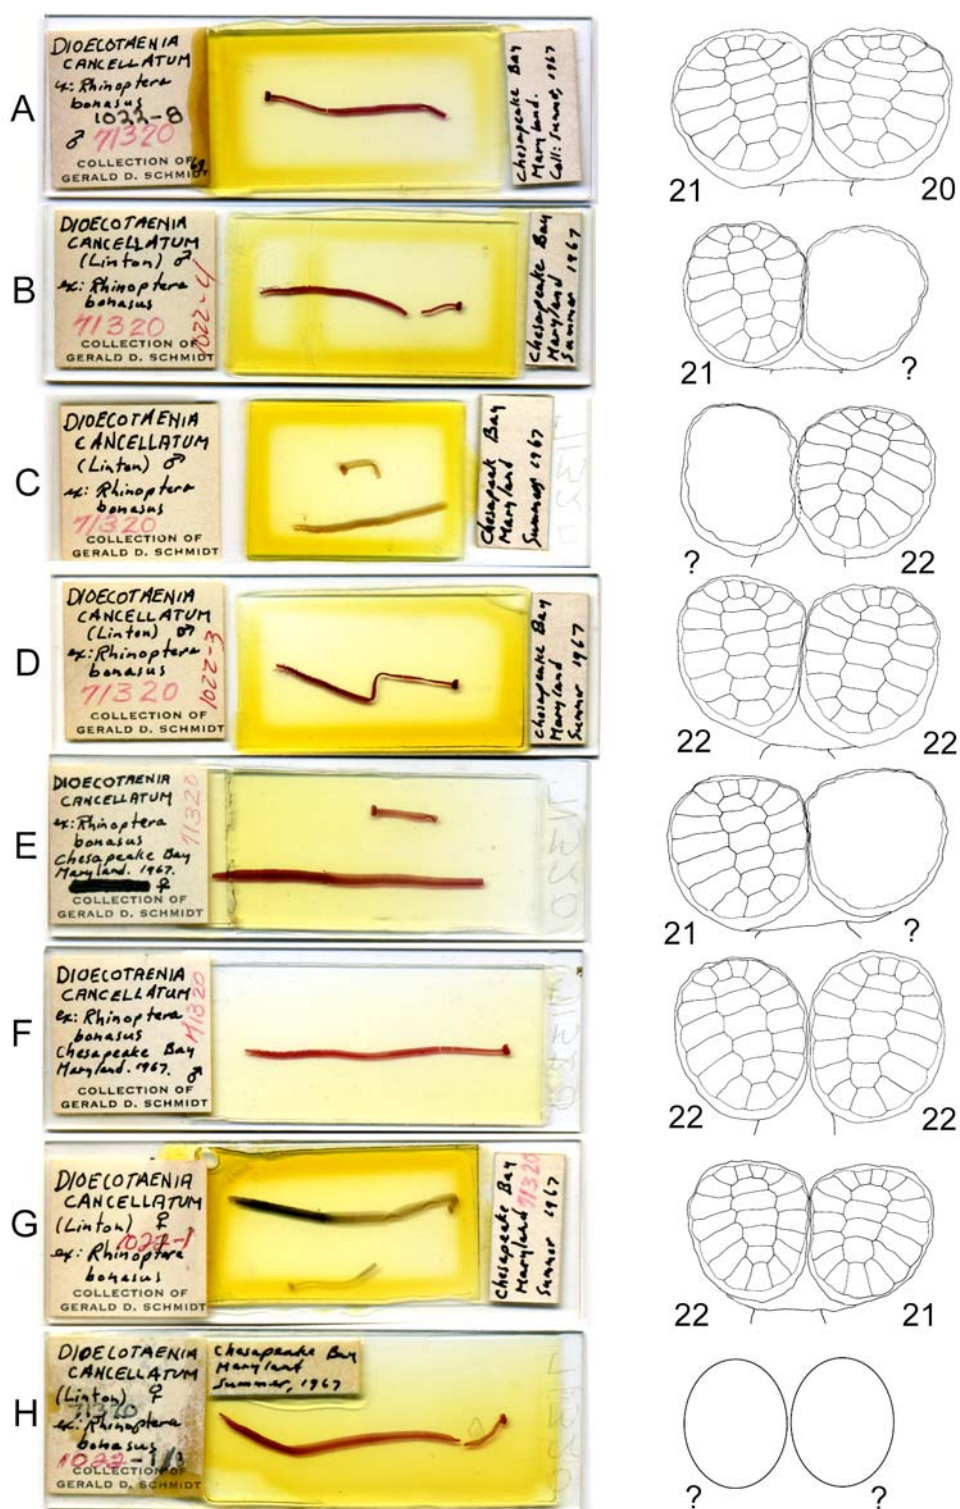 A
DIOECOTAENIA
CANCELLATUM
ex: Rhinoptera
bonasus
1022-8
♂ 71320
COLLECTION OF
GERALD D. SCHMIDT
69
Chesapeake Bay
Maryland.
Coll: Summer, 1967
21
20
B
DIOECOTAENIA
CANCELLATUM
(Linton) ♂
ex: Rhinoptera
bonasus
71320
1022-4
COLLECTION OF
GERALD D. SCHMIDT
Chesapeake Bay
Maryland
Summer 1967
21
?
C
DIOECOTAENIA
CANCELLATUM
(Linton) ♂
ex: Rhinoptera
bonasus
71320
COLLECTION OF
GERALD D. SCHMIDT
Chesapeak Bay
Maryland
Summer 1967
?
22
D
DIOECOTAENIA
CANCELLATUM
(Linton) ♂
ex: Rhinoptera
bonasus
71320
1022-3
COLLECTION OF
GERALD D. SCHMIDT
Chesapeake Bay
Maryland
Summer 1967
22
22
E
DIOECOTAENIA
CANCELLATUM
ex: Rhinoptera
bonasus
Chesapeake Bay
Maryland. 1967.
♀
71320
COLLECTION OF
GERALD D. SCHMIDT
21
?
F
DIOECOTAENIA
CANCELLATUM
ex: Rhinoptera
bonasus
Chesapeake Bay
Maryland. 1967.
♂
71320
COLLECTION OF
GERALD D. SCHMIDT
22
22
G
DIOECOTAENIA
CANCELLATUM
(Linton) ♀
1022-1
ex: Rhinoptera
bonasus
COLLECTION OF
GERALD D. SCHMIDT
Chesapeake Bay
Maryland 71320
Summer 1967
22
21
H
DIOECOTAENIA
CANCELLATUM
(Linton) ♀
71320
ex: Rhinoptera
bonasus
COLLECTION OF
GERALD D. SCHMIDT
Chesapeake Bay
Maryland
Summer, 1967
?
?